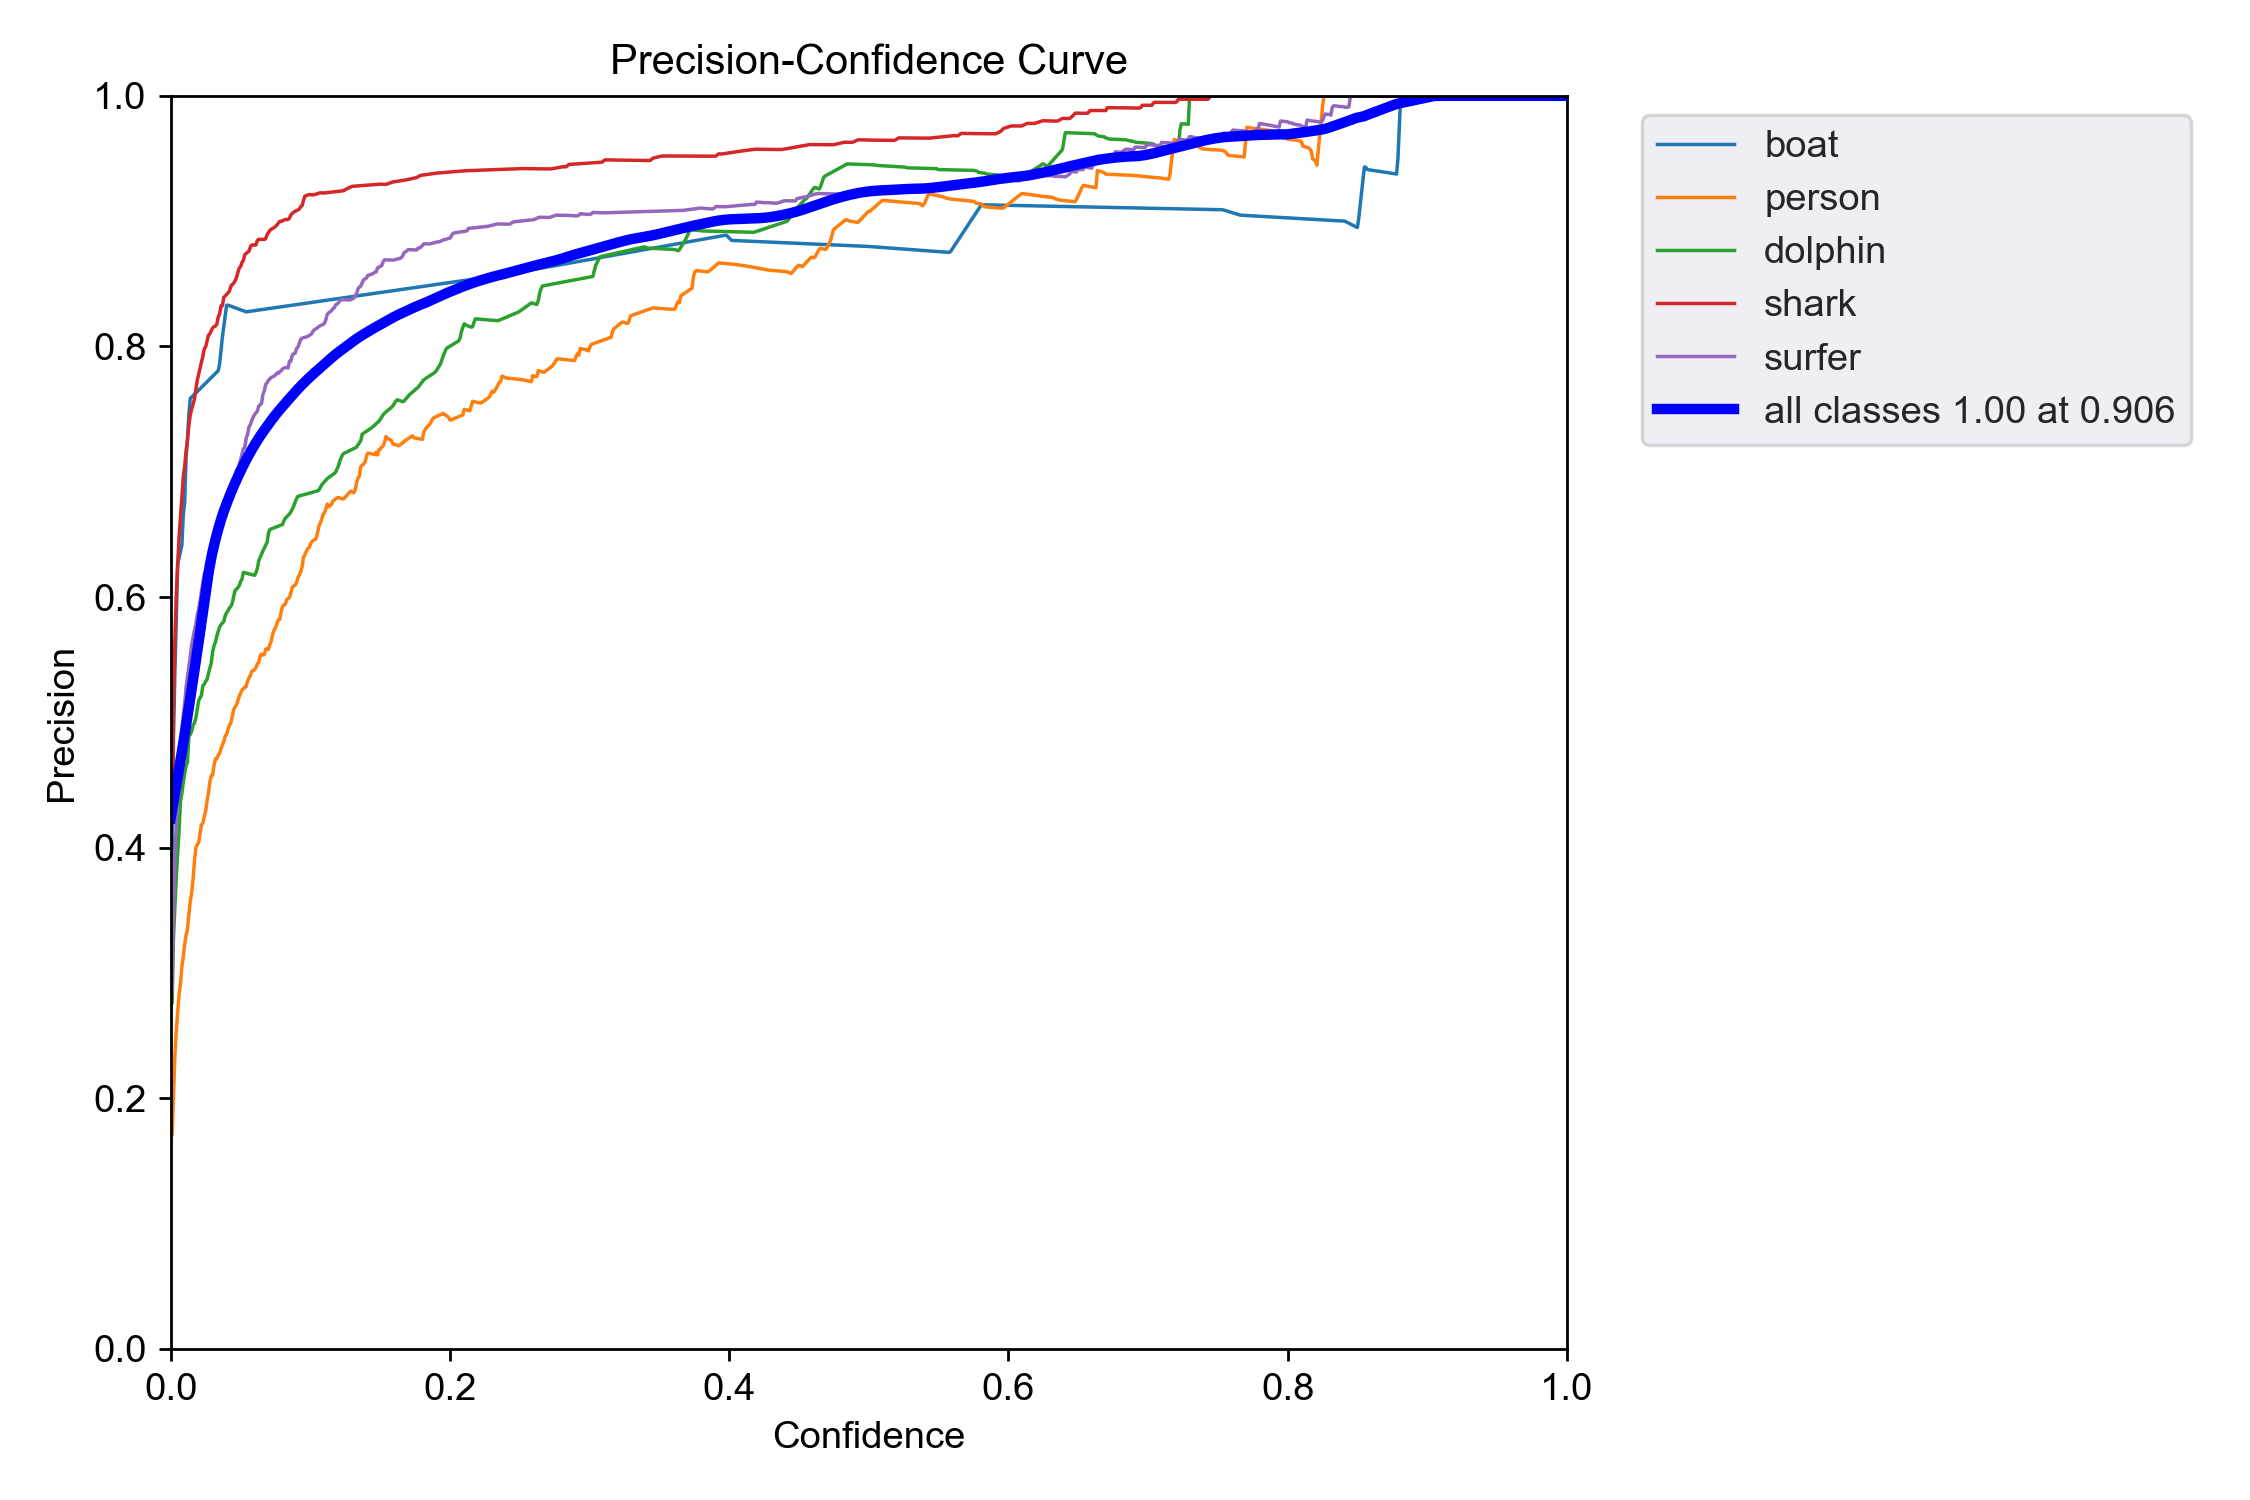 Precision-Confidence Curve
1.0
0.8
0.6
0.4
0.2
0.0
Precision
0.0 0.2 0.4 0.6 0.8 1.0
Confidence
boat
person
dolphin
shark
surfer
all classes 1.00 at 0.906